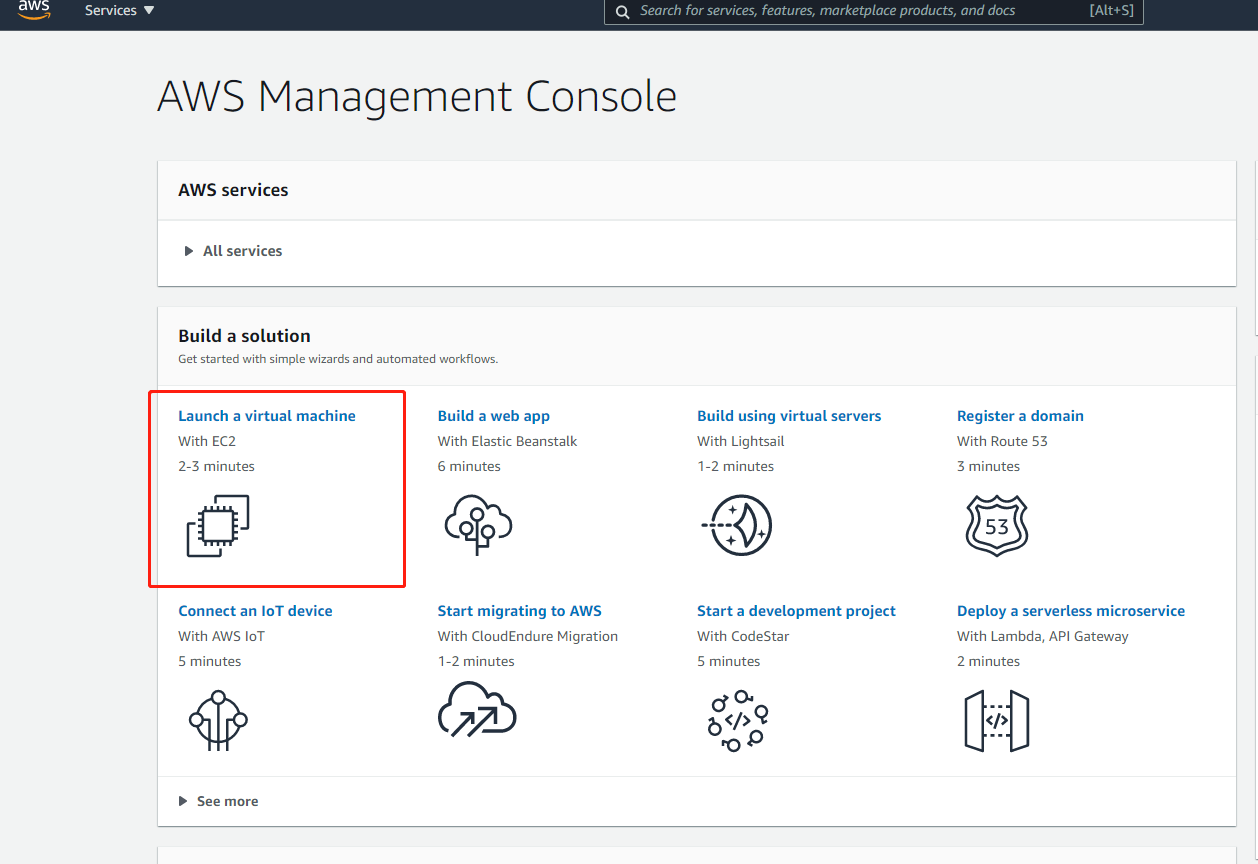 aws
Services
Search for services, features, marketplace products, and docs
[Alt+S]
AWS Management Console
AWS services
All services
Build a solution
Get started with simple wizards and automated workflows.
Launch a virtual machine
With EC2
2-3 minutes
Build a web app
With Elastic Beanstalk
6 minutes
Build using virtual servers
With Lightsail
1-2 minutes
Register a domain
With Route 53
3 minutes
53
Connect an IoT device
With AWS IoT
5 minutes
Start migrating to AWS
With CloudEndure Migration
1-2 minutes
Start a development project
With CodeStar
5 minutes
</>
Deploy a serverless microservice
With Lambda, API Gateway
2 minutes
</>
See more